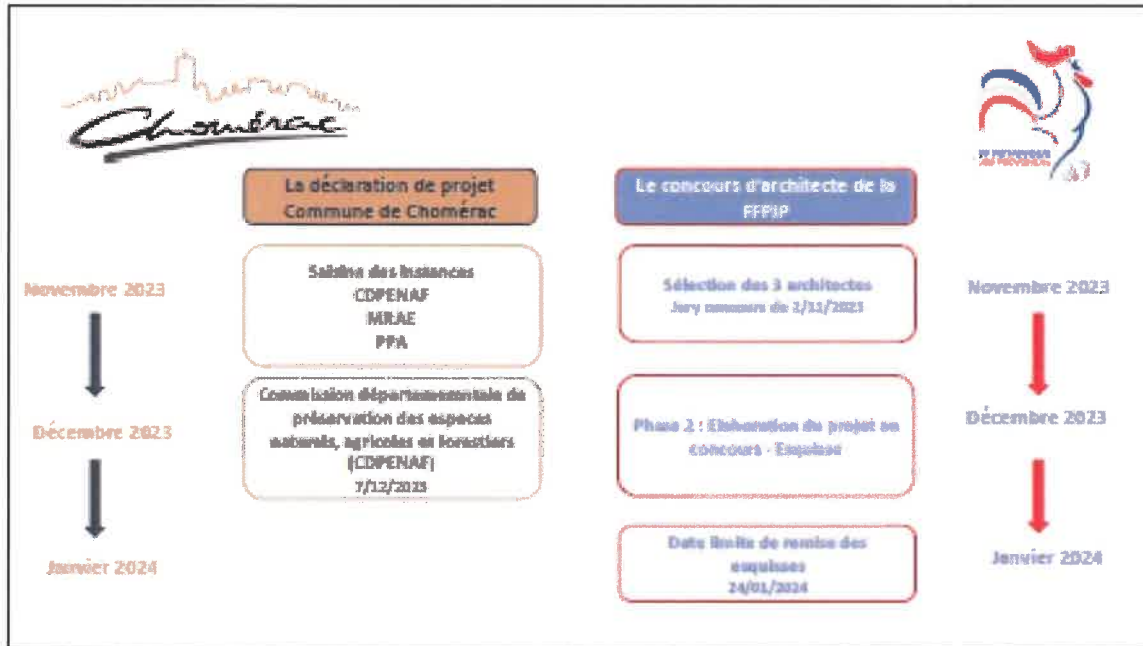 Chomérac
La déclaration de projet
Commune de Chomérac
Novembre 2023
Saisine des instances
CDPENAF
MRAE
PPA
Commission départementale de
préservation des espaces
naturels, agricoles et forestiers
(CDPENAF)
7/12/2023
Décembre 2023
Janvier 2024
Le concours d'architecte de la
FFPJP
Sélection des 3 architectes
Jury concours du 2/11/2023
Novembre 2023
Phase 2 : Elaboration du projet en
concours - Esquisse
Décembre 2023
Date limite de remise des
esquisses
24/01/2024
Janvier 2024